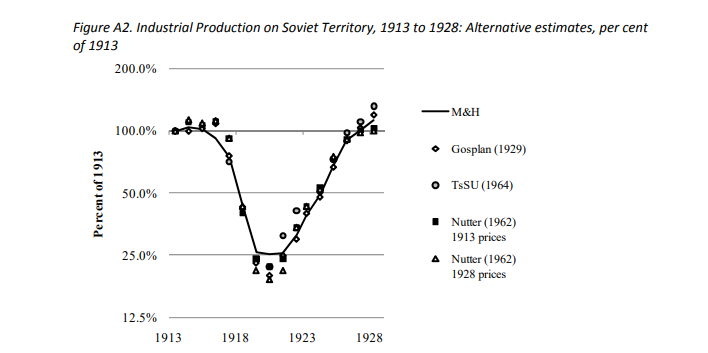 Figure A2. Industrial Production on Soviet Territory, 1913 to 1928: Alternative estimates, per cent
of 1913
200.0%
100.0%
50.0%
25.0%
12.5%
Percent of 1913
1913 1918 1923 1928
M&H
Gosplan (1929)
TsSU (1964)
Nutter (1962)
1913 prices
Nutter (1962)
1928 prices